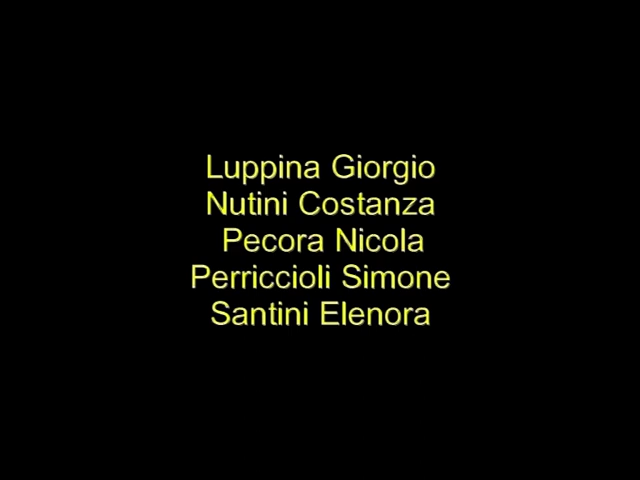 Luppina Giorgio
Nutini Costanza
Pecora Nicola
Perriccioli Simone
Santini Elenora